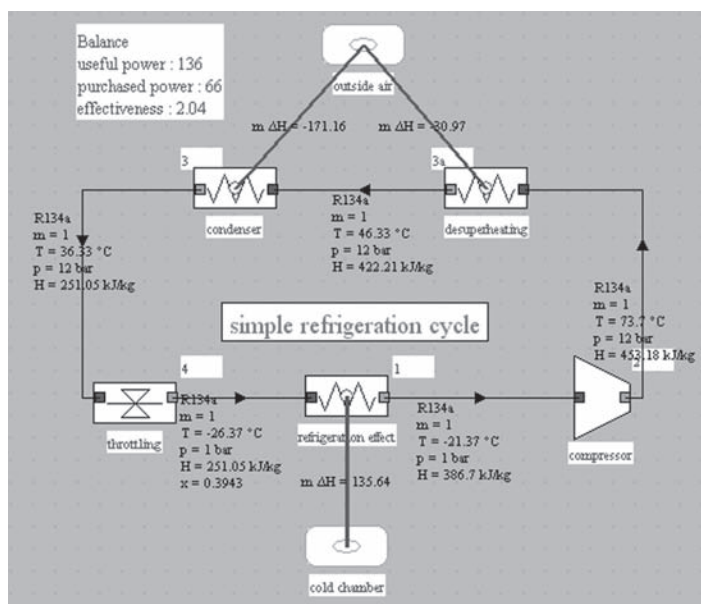 Balance
useful power : 136
purchased power : 66
effectiveness : 2.04
outside air
m ΔH = -171.16
m ΔH = -30.97
3
3a
condenser
desuperheating
R134a
m = 1
T = 36.33 °C
p = 12 bar
H = 251.05 kJ/kg
R134a
m = 1
T = 46.33 °C
p = 12 bar
H = 422.21 kJ/kg
R134a
m = 1
T = 73.7 °C
p = 12 bar
H = 453.18 kJ/kg
2
simple refrigeration cycle
4
1
throttling
refrigeration effect
compressor
R134a
m = 1
T = -26.37 °C
p = 1 bar
H = 251.05 kJ/kg
x = 0.3943
R134a
m = 1
T = -21.37 °C
p = 1 bar
H = 386.7 kJ/kg
m ΔH = 135.64
cold chamber